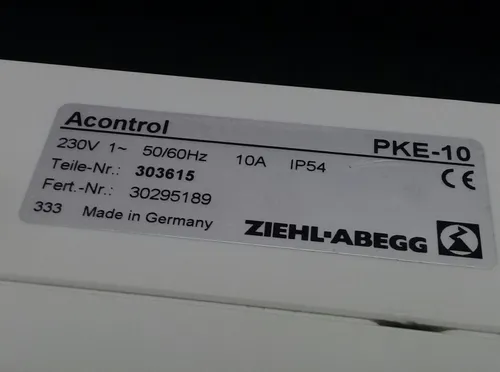 Acontrol PKE-10
230V 1~ 50/60Hz 10A IP54
Teile-Nr.: 303615 CE
Fert.-Nr.: 30295189
333 Made in Germany ZIEHL-ABEGG